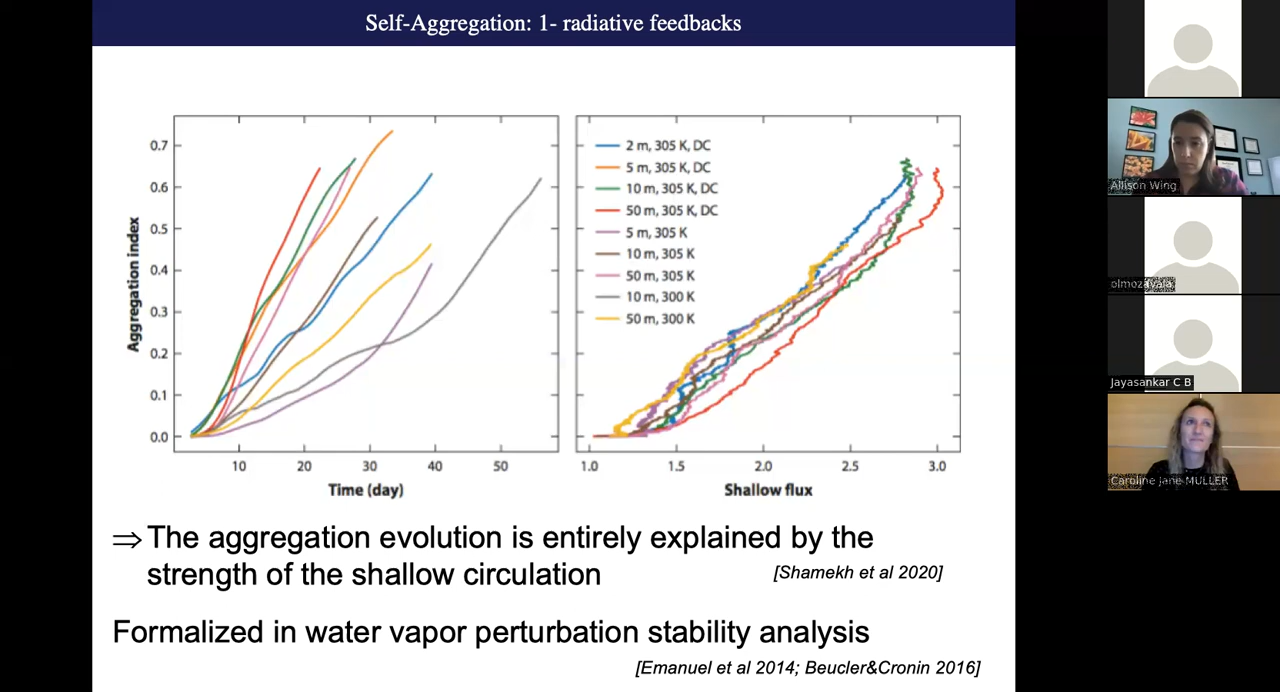 Self-Aggregation: 1- radiative feedbacks
0.7
0.6
0.5
0.4
0.3
0.2
0.1
0.0
Aggregation index
10 20 30 40 50
Time (day)
2 m, 305 K, DC
5 m, 305 K, DC
10 m, 305 K, DC
50 m, 305 K, DC
5 m, 305 K
10 m, 305 K
50 m, 305 K
10 m, 300 K
50 m, 300 K
1.0 1.5 2.0 2.5 3.0
Shallow flux
⇒ The aggregation evolution is entirely explained by the
strength of the shallow circulation
[Shamekh et al 2020]
Formalized in water vapor perturbation stability analysis
[Emanuel et al 2014; Beucler&Cronin 2016]
Allison Wing
olmozavala
Jayasankar C B
Caroline Jane MULLER